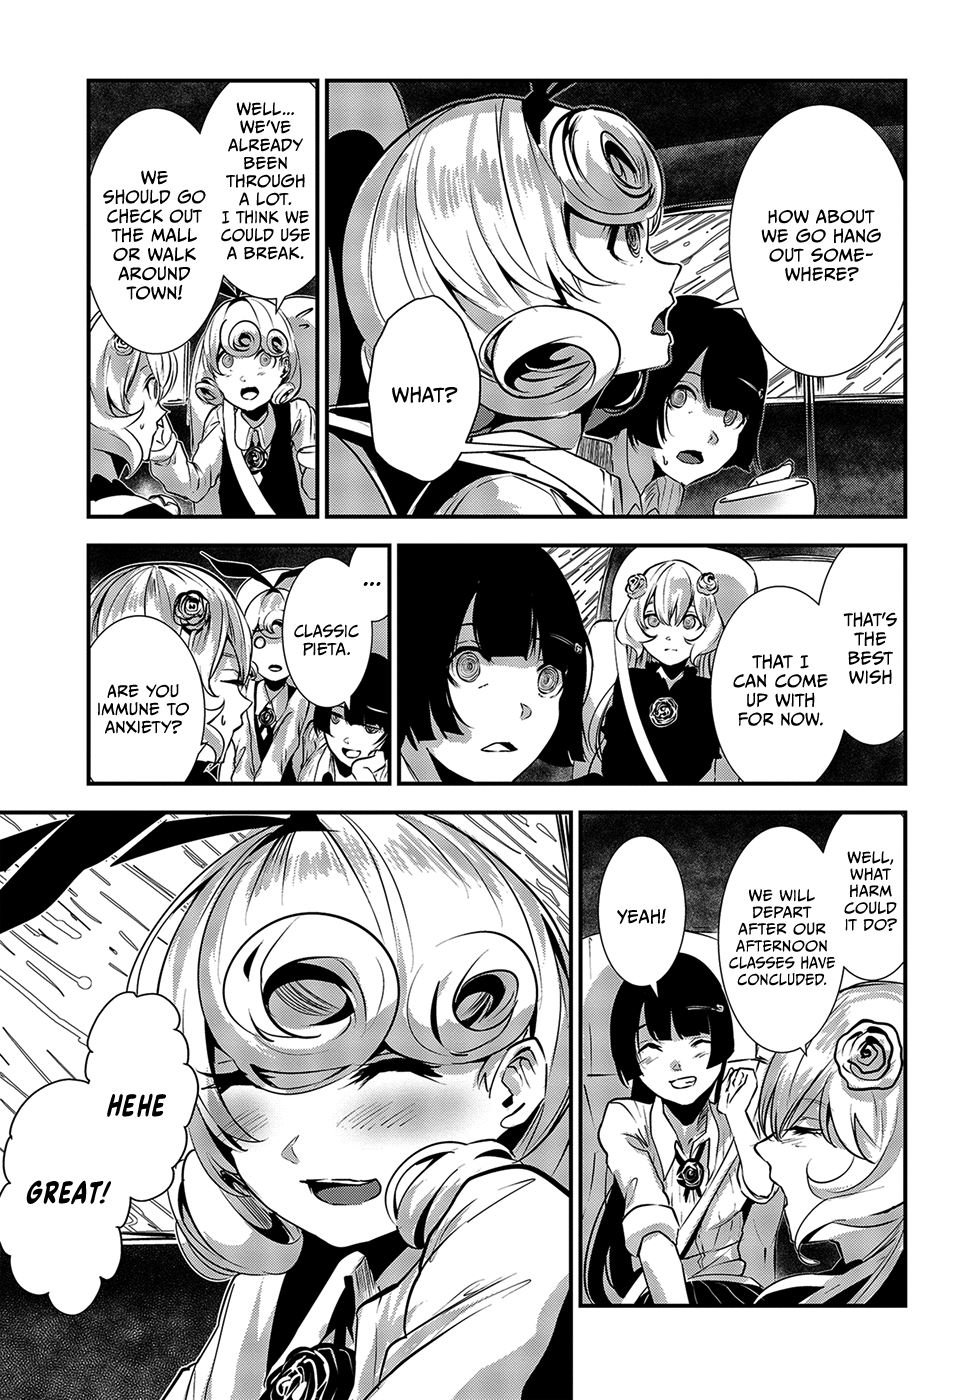 HOW ABOUT
WE GO HANG
OUT SOME-
WHERE?
WHAT?
WELL...
WE'VE
ALREADY
BEEN
THROUGH
A LOT.
I THINK WE
COULD USE
A BREAK.
WE
SHOULD GO
CHECK OUT
THE MALL
OR WALK
AROUND
TOWN!
THAT'S
THE
BEST
WISH
THAT I
CAN COME
UP WITH
FOR NOW.
...
CLASSIC
PIETA.
ARE YOU
IMMUNE TO
ANXIETY?
WELL,
WHAT
HARM
COULD
IT DO?
WE WILL
DEPART
AFTER OUR
AFTERNOON
CLASSES HAVE
CONCLUDED.
YEAH!
HEHE
GREAT!